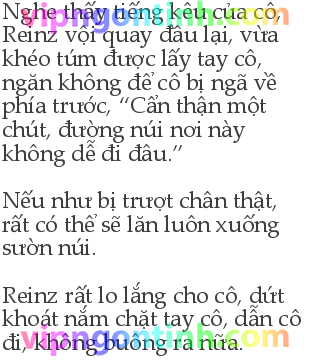 Nghe thấy tiếng kêu của cô,
Reinz vội quay đầu lại, vừa
khéo túm được lấy tay cô,
ngăn không để cô bị ngã về
phía trước, “Cẩn thận một
chút, đường núi nơi này
không dễ đi đâu.”
Nếu như bị trượt chân thật,
rất có thể sẽ lăn luôn xuống
sườn núi.
Reinz rất lo lắng cho cô, dứt
khoát nắm chặt tay cô, dẫn cô
đi, không buông ra nữa.
vipngontinh.com
vipngontinh.com